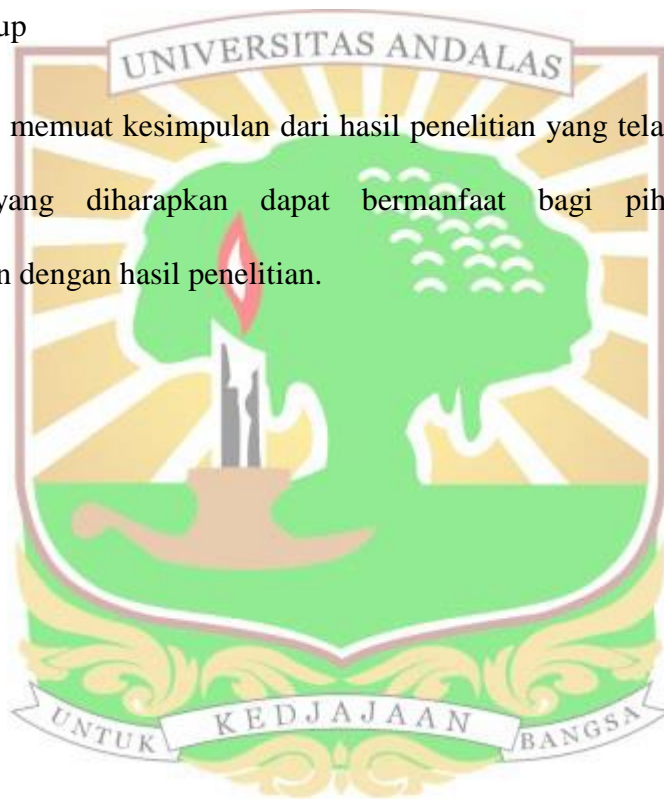 up
UNIVERSITAS ANDALAS
memuat kesimpulan dari hasil penelitian yang tela
yang diharapkan dapat bermanfaat bagi pih
n dengan hasil penelitian.
UNTUK KEDJAJAAN BANGSA